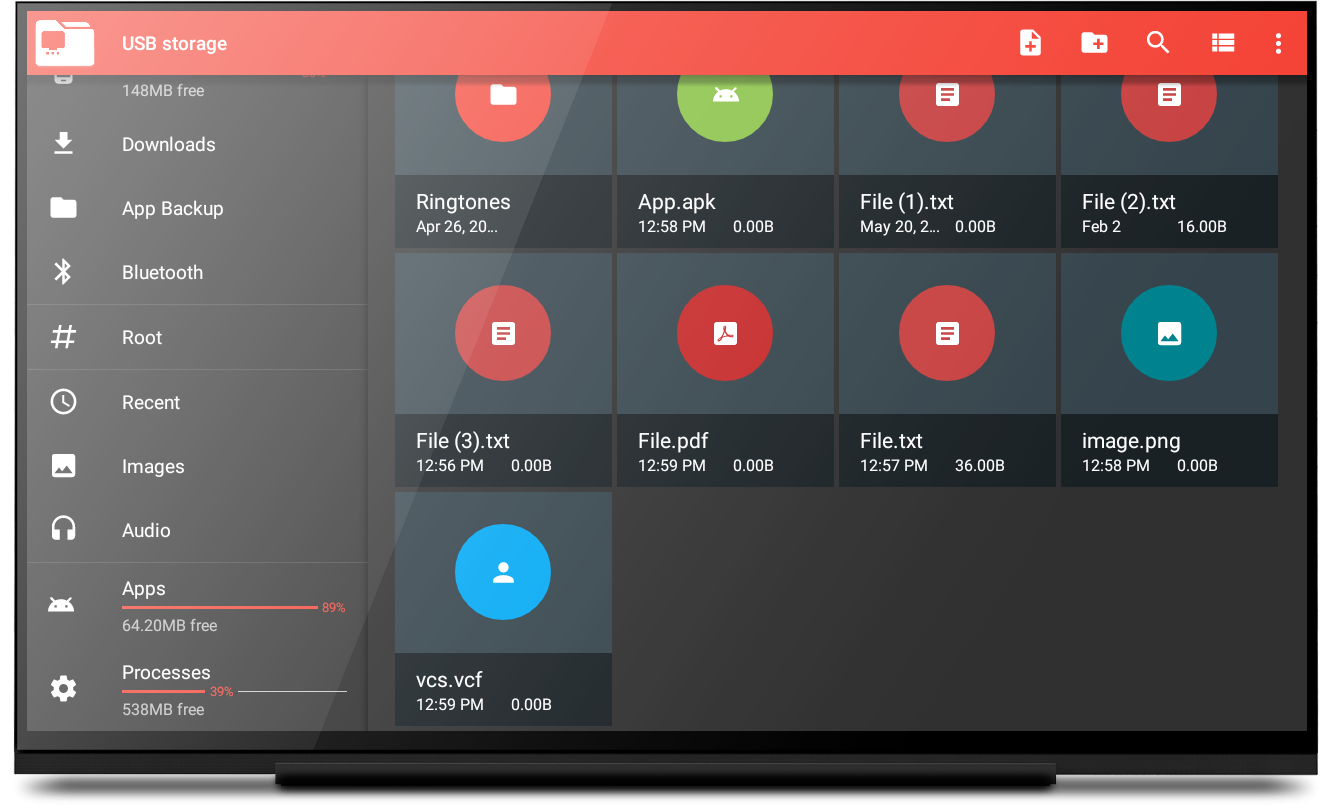 USB storage
148MB free
Downloads
App Backup
Bluetooth
Root
Recent
Images
Audio
Apps
89%
64.20MB free
Processes
39%
538MB free
Ringtones
Apr 26, 20...
App.apk
12:58 PM 0.00B
File (1).txt
May 20, 2... 0.00B
File (2).txt
Feb 2 16.00B
File (3).txt
12:56 PM 0.00B
File.pdf
12:59 PM 0.00B
File.txt
12:57 PM 36.00B
image.png
12:58 PM 0.00B
vcs.vcf
12:59 PM 0.00B